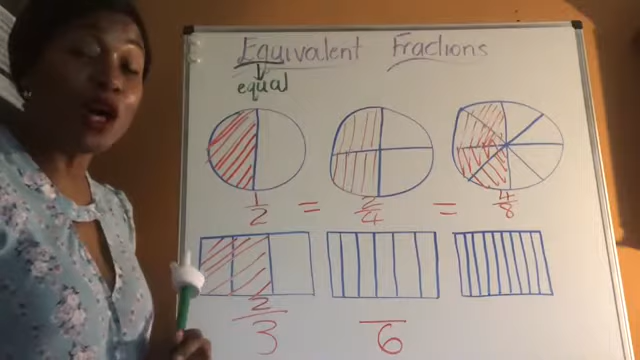 Equivalent Fractions
equal
1/2 = 2/4 = 4/8
2/3
6